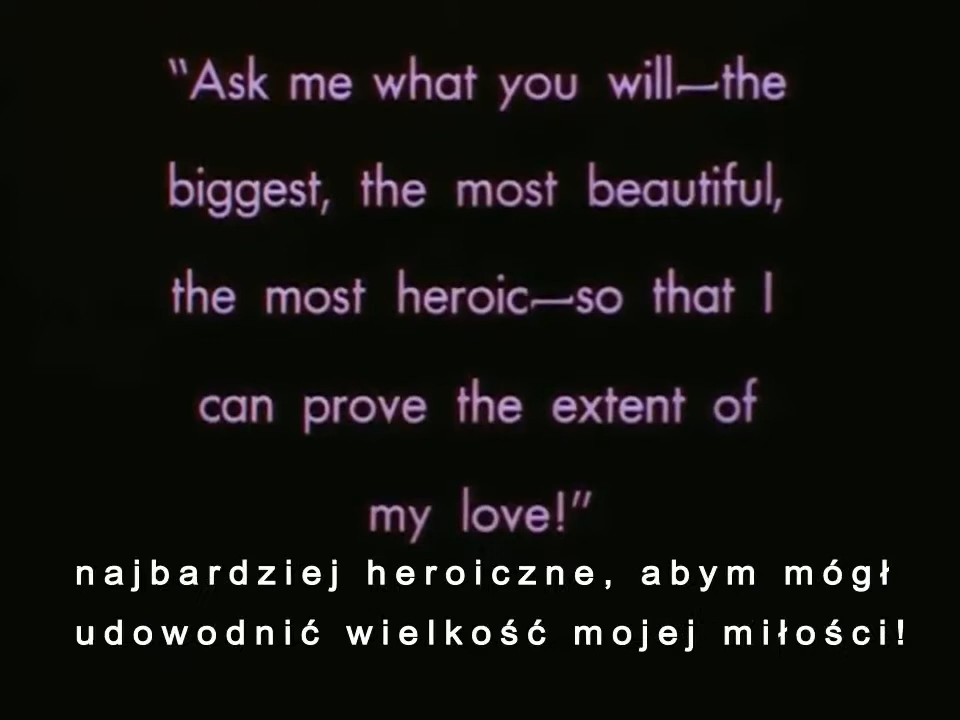 “Ask me what you will—the
biggest, the most beautiful,
the most heroic—so that I
can prove the extent of
my love!”
najbardziej heroiczne, abym mógł
udowodnić wielkość mojej miłości!